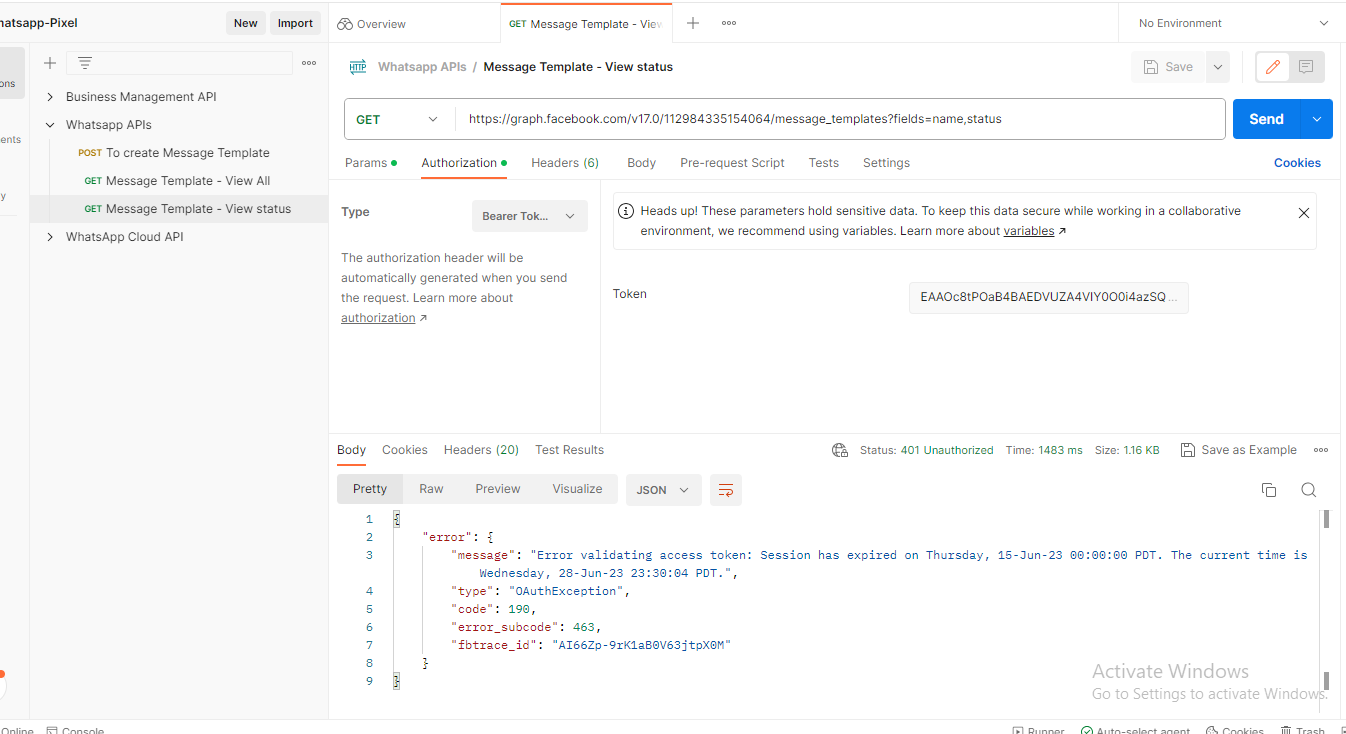 hatsapp-Pixel
New Import
Overview
GET Message Template - View
No Environment
ons
ents
y
Business Management API
Whatsapp APIs
POST To create Message Template
GET Message Template - View All
GET Message Template - View status
WhatsApp Cloud API
HTTP Whatsapp APIs / Message Template - View status
Save
GET https://graph.facebook.com/v17.0/112984335154064/message_templates?fields=name,status
Send
Params Authorization Headers (6) Body Pre-request Script Tests Settings
Cookies
Type Bearer Tok...
The authorization header will be
automatically generated when you send
the request. Learn more about
authorization ↗
Heads up! These parameters hold sensitive data. To keep this data secure while working in a collaborative
environment, we recommend using variables. Learn more about variables ↗
Token EAAOc8tPOaB4BAEDVUZA4VIY0O0i4azSQ...
Body Cookies Headers (20) Test Results
Status: 401 Unauthorized Time: 1483 ms Size: 1.16 KB Save as Example
Pretty Raw Preview Visualize JSON
1 {
2 "error": {
3 "message": "Error validating access token: Session has expired on Thursday, 15-Jun-23 00:00:00 PDT. The current time is
Wednesday, 28-Jun-23 23:30:04 PDT.",
4 "type": "OAuthException",
5 "code": 190,
6 "error_subcode": 463,
7 "fbtrace_id": "AI66Zp-9rK1aB0V63jtpX0M"
8 }
9 }
Activate Windows
Go to Settings to activate Windows.
Online Console
Runner Auto-select agent Cookies Trash